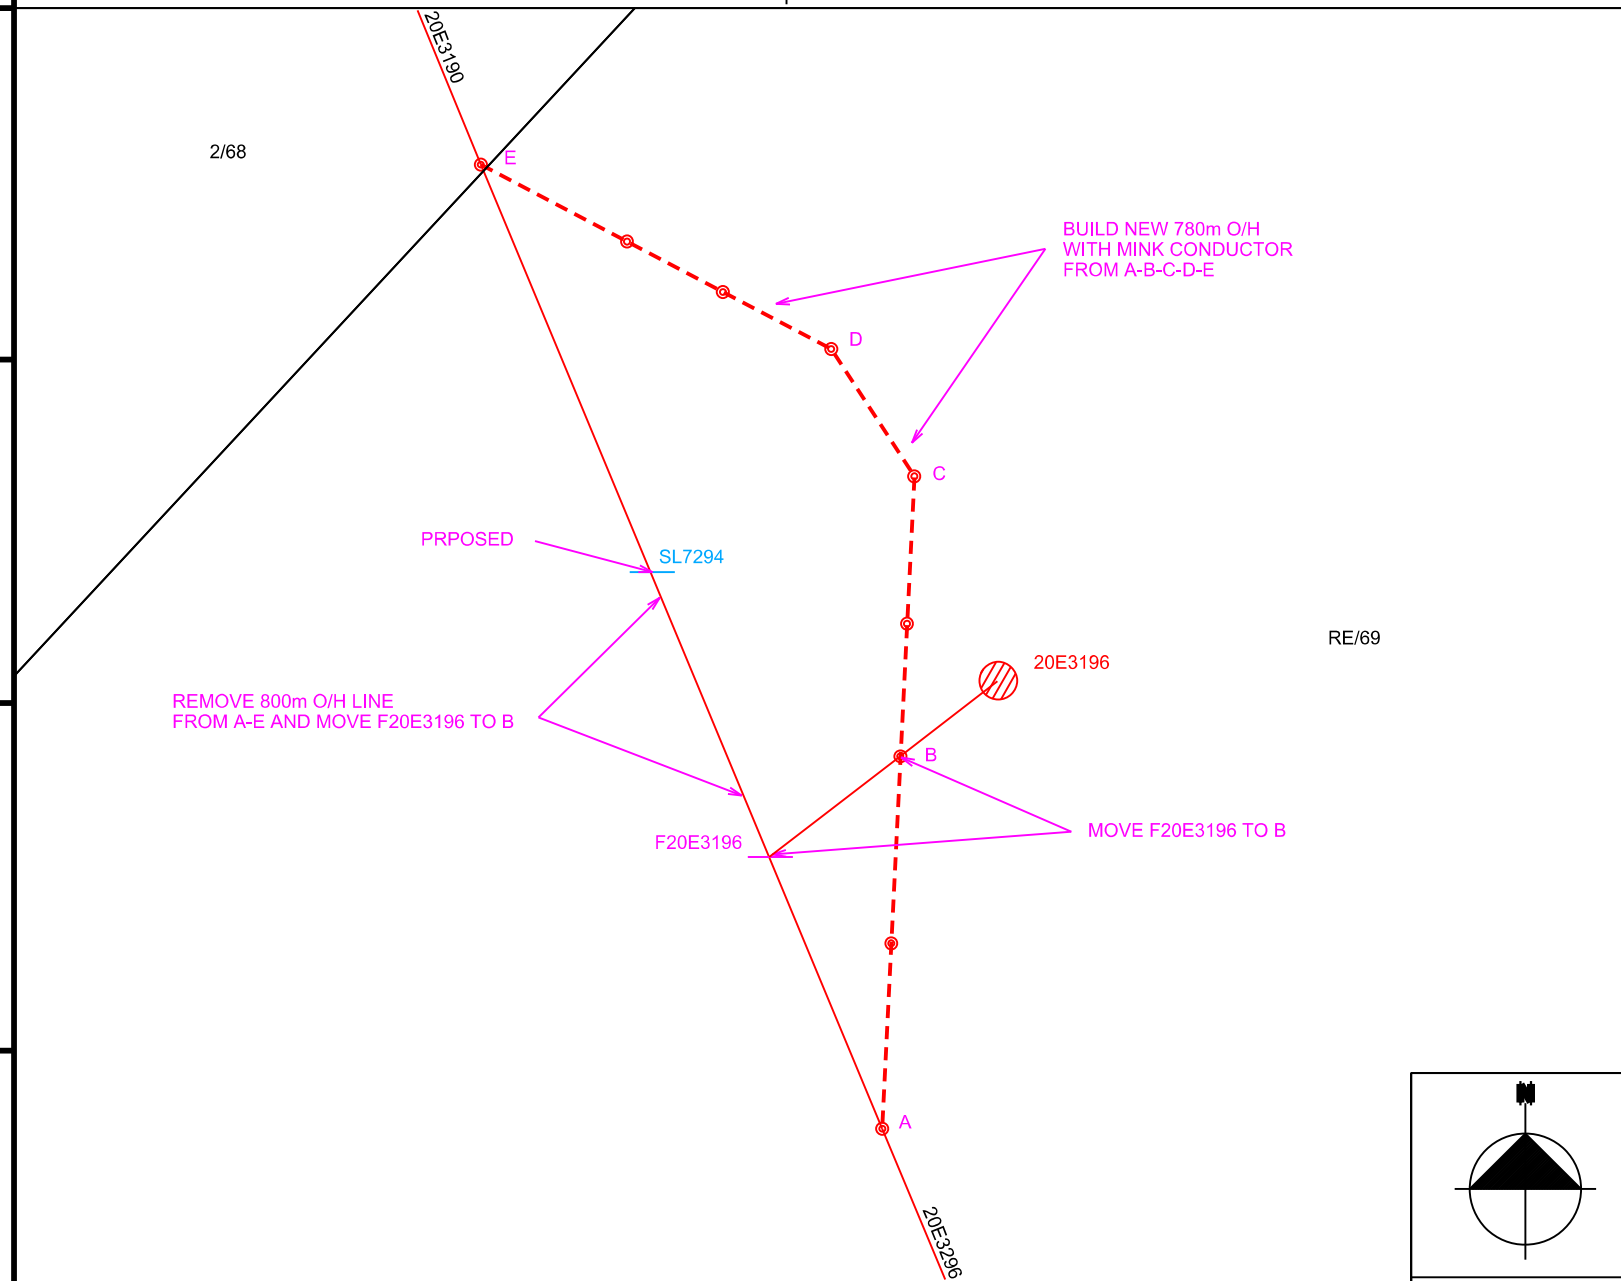 20E3190
2/68
E
BUILD NEW 780m O/H
WITH MINK CONDUCTOR
FROM A-B-C-D-E
D
C
PRPOSED
SL7294
RE/69
20E3196
REMOVE 800m O/H LINE
FROM A-E AND MOVE F20E3196 TO B
B
MOVE F20E3196 TO B
F20E3196
N
A
20E3296